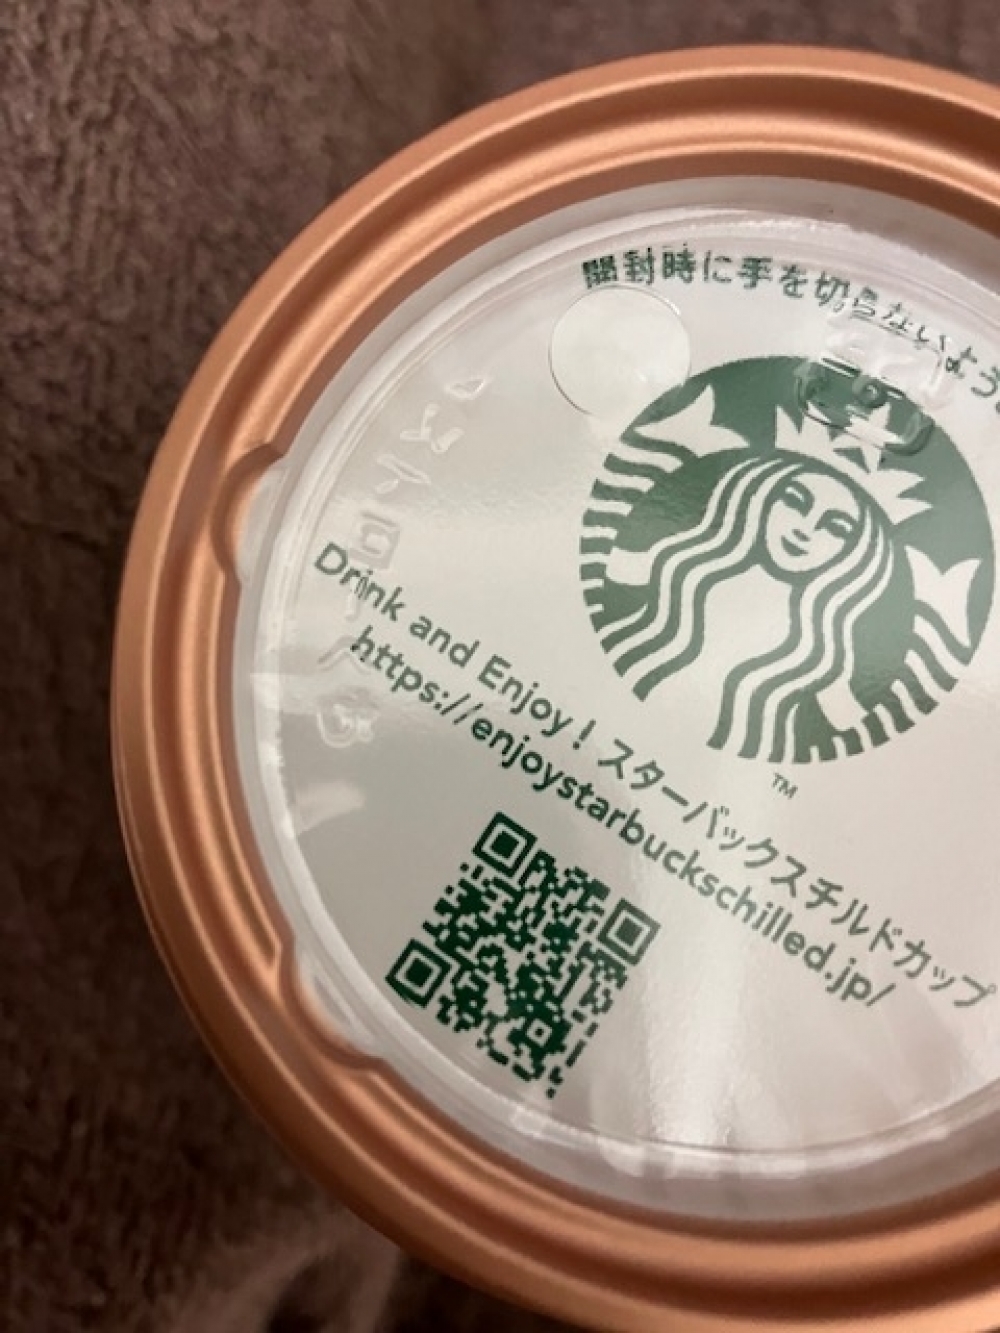 開封時に手を切らないよう
Drink and Enjoy！スターバックスチルドカップ
https://enjoystarbuckschilled.jp/
TM